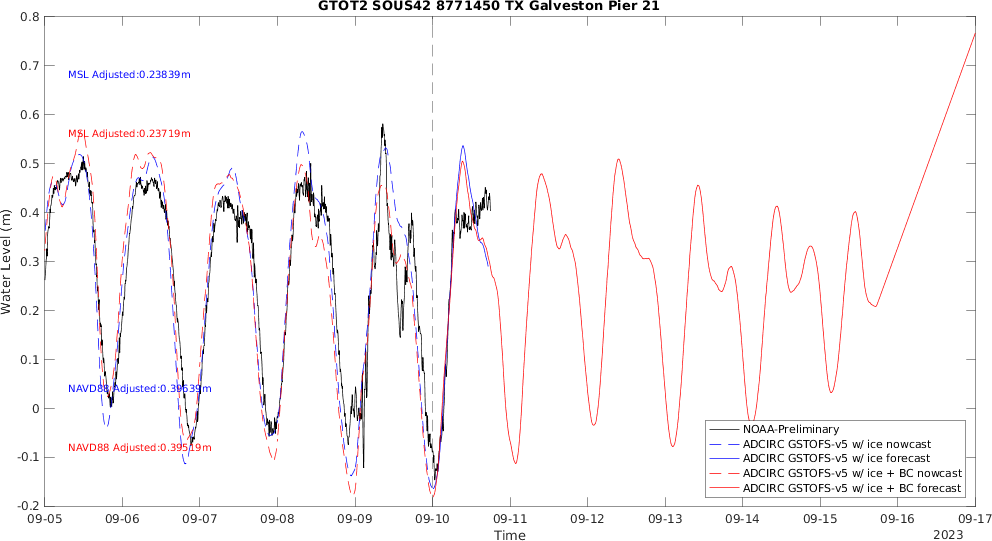 GTOT2 SOUS42 8771450 TX Galveston Pier 21
0.8
0.7
0.6
0.5
0.4
0.3
0.2
0.1
0
-0.1
-0.2
Water Level (m)
MSL Adjusted:0.23839m
MSL Adjusted:0.23719m
NAVD88 Adjusted:0.39639m
NAVD88 Adjusted:0.39519m
NOAA-Preliminary
ADCIRC GSTOFS-v5 w/ ice nowcast
ADCIRC GSTOFS-v5 w/ ice forecast
ADCIRC GSTOFS-v5 w/ ice + BC nowcast
ADCIRC GSTOFS-v5 w/ ice + BC forecast
09-05 09-06 09-07 09-08 09-09 09-10 09-11 09-12 09-13 09-14 09-15 09-16 09-17
Time
2023